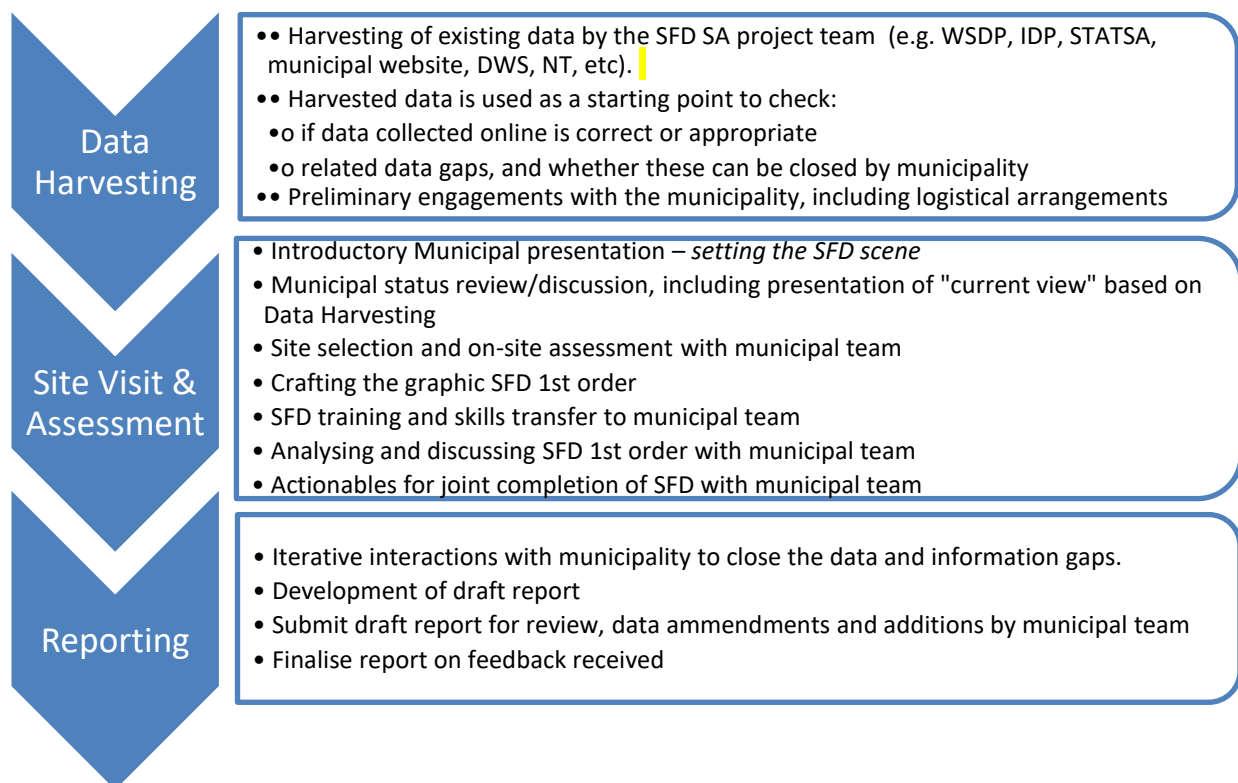 Data
Harvesting
•• Harvesting of existing data by the SFD SA project team (e.g. WSDP, IDP, STATSA,
municipal website, DWS, NT, etc).
•• Harvested data is used as a starting point to check:
•o if data collected online is correct or appropriate
•o related data gaps, and whether these can be closed by municipality
•• Preliminary engagements with the municipality, including logistical arrangements
Site Visit &
Assessment
• Introductory Municipal presentation – setting the SFD scene
• Municipal status review/discussion, including presentation of "current view" based on
Data Harvesting
• Site selection and on-site assessment with municipal team
• Crafting the graphic SFD 1st order
• SFD training and skills transfer to municipal team
• Analysing and discussing SFD 1st order with municipal team
• Actionables for joint completion of SFD with municipal team
Reporting
• Iterative interactions with municipality to close the data and information gaps.
• Development of draft report
• Submit draft report for review, data ammendments and additions by municipal team
• Finalise report on feedback received